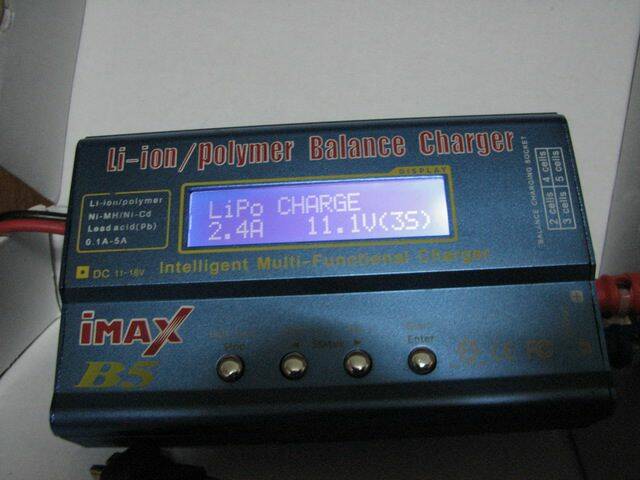 Li-ion/polymer Balance Charger
DISPLAY
LiPo CHARGE
2.4A 11.1V(3S)
Li-ion/polymer
Ni-MH/Ni-Cd
Lead acid(Pb)
0.1A-5A
DC 11-18V
Intelligent Multi-Functional Charger
BALANCE CHARGING SOCKET
2 cells 4 cells
3 cells 5 cells
iMAX
B5
Stop
Status
Enter